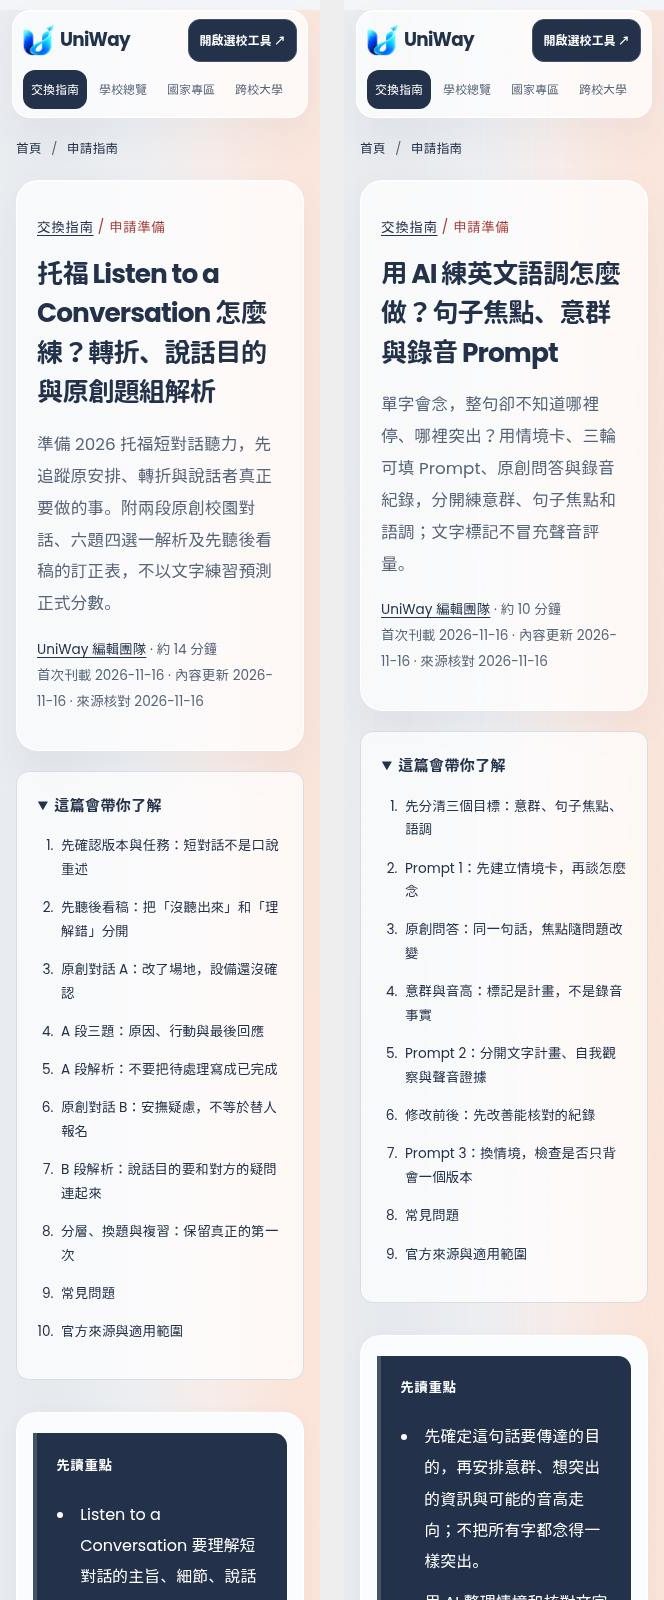 UniWay
開啟選校工具 ↗
交換指南 學校總覽 國家專區 跨校大學
首頁 / 申請指南
交換指南 / 申請準備
托福 Listen to a
Conversation 怎麼
練？轉折、說話目的
與原創題組解析
準備 2026 托福短對話聽力，先
追蹤原安排、轉折與說話者真正
要做的事。附兩段原創校園對
話、六題四選一解析及先聽後看
稿的訂正表，不以文字練習預測
正式分數。
UniWay 編輯團隊 · 約 14 分鐘
首次刊載 2026-11-16 · 內容更新 2026-
11-16 · 來源核對 2026-11-16
▼ 這篇會帶你了解
1. 先確認版本與任務：短對話不是口說
重述
2. 先聽後看稿：把「沒聽出來」和「理
解錯」分開
3. 原創對話 A：改了場地，設備還沒確
認
4. A 段三題：原因、行動與最後回應
5. A 段解析：不要把待處理寫成已完成
6. 原創對話 B：安撫疑慮，不等於替人
報名
7. B 段解析：說話目的要和對方的疑問
連起來
8. 分層、換題與複習：保留真正的第一
次
9. 常見問題
10. 官方來源與適用範圍
先讀重點
• Listen to a
Conversation 要理解短
對話的主旨、細節、說話
UniWay
開啟選校工具 ↗
交換指南 學校總覽 國家專區 跨校大學
首頁 / 申請指南
交換指南 / 申請準備
用 AI 練英文語調怎麼
做？句子焦點、意群
與錄音 Prompt
單字會念，整句卻不知道哪裡
停、哪裡突出？用情境卡、三輪
可填 Prompt、原創問答與錄音
紀錄，分開練意群、句子焦點和
語調；文字標記不冒充聲音評
量。
UniWay 編輯團隊 · 約 10 分鐘
首次刊載 2026-11-16 · 內容更新 2026-
11-16 · 來源核對 2026-11-16
▼ 這篇會帶你了解
1. 先分清三個目標：意群、句子焦點、
語調
2. Prompt 1：先建立情境卡，再談怎麼
念
3. 原創問答：同一句話，焦點隨問題改
變
4. 意群與音高：標記是計畫，不是錄音
事實
5. Prompt 2：分開文字計畫、自我觀
察與聲音證據
6. 修改前後：先改善能核對的紀錄
7. Prompt 3：換情境，檢查是否只背
會一個版本
8. 常見問題
9. 官方來源與適用範圍
先讀重點
• 先確定這句話要傳達的目
的，再安排意群、想突出
的資訊與可能的音高走
向；不把所有字都念得一
樣突出。